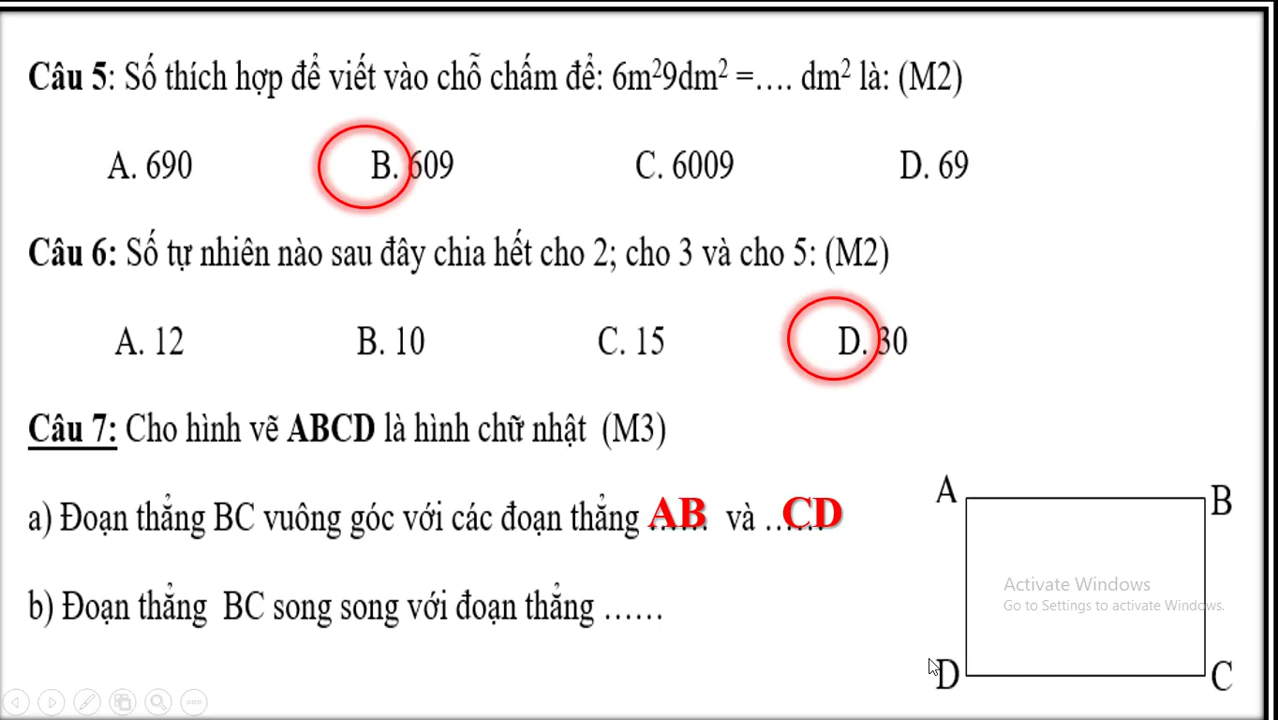 Câu 5: Số thích hợp để viết vào chỗ chấm để: 6m²9dm² =.... dm² là: (M2)
A. 690 B. 609 C. 6009 D. 69
Câu 6: Số tự nhiên nào sau đây chia hết cho 2; cho 3 và cho 5: (M2)
A. 12 B. 10 C. 15 D. 30
Câu 7: Cho hình vẽ ABCD là hình chữ nhật (M3)
a) Đoạn thẳng BC vuông góc với các đoạn thẳng AB và CD
b) Đoạn thẳng BC song song với đoạn thẳng ……
A B
Activate Windows
Go to Settings to activate Windows.
D C